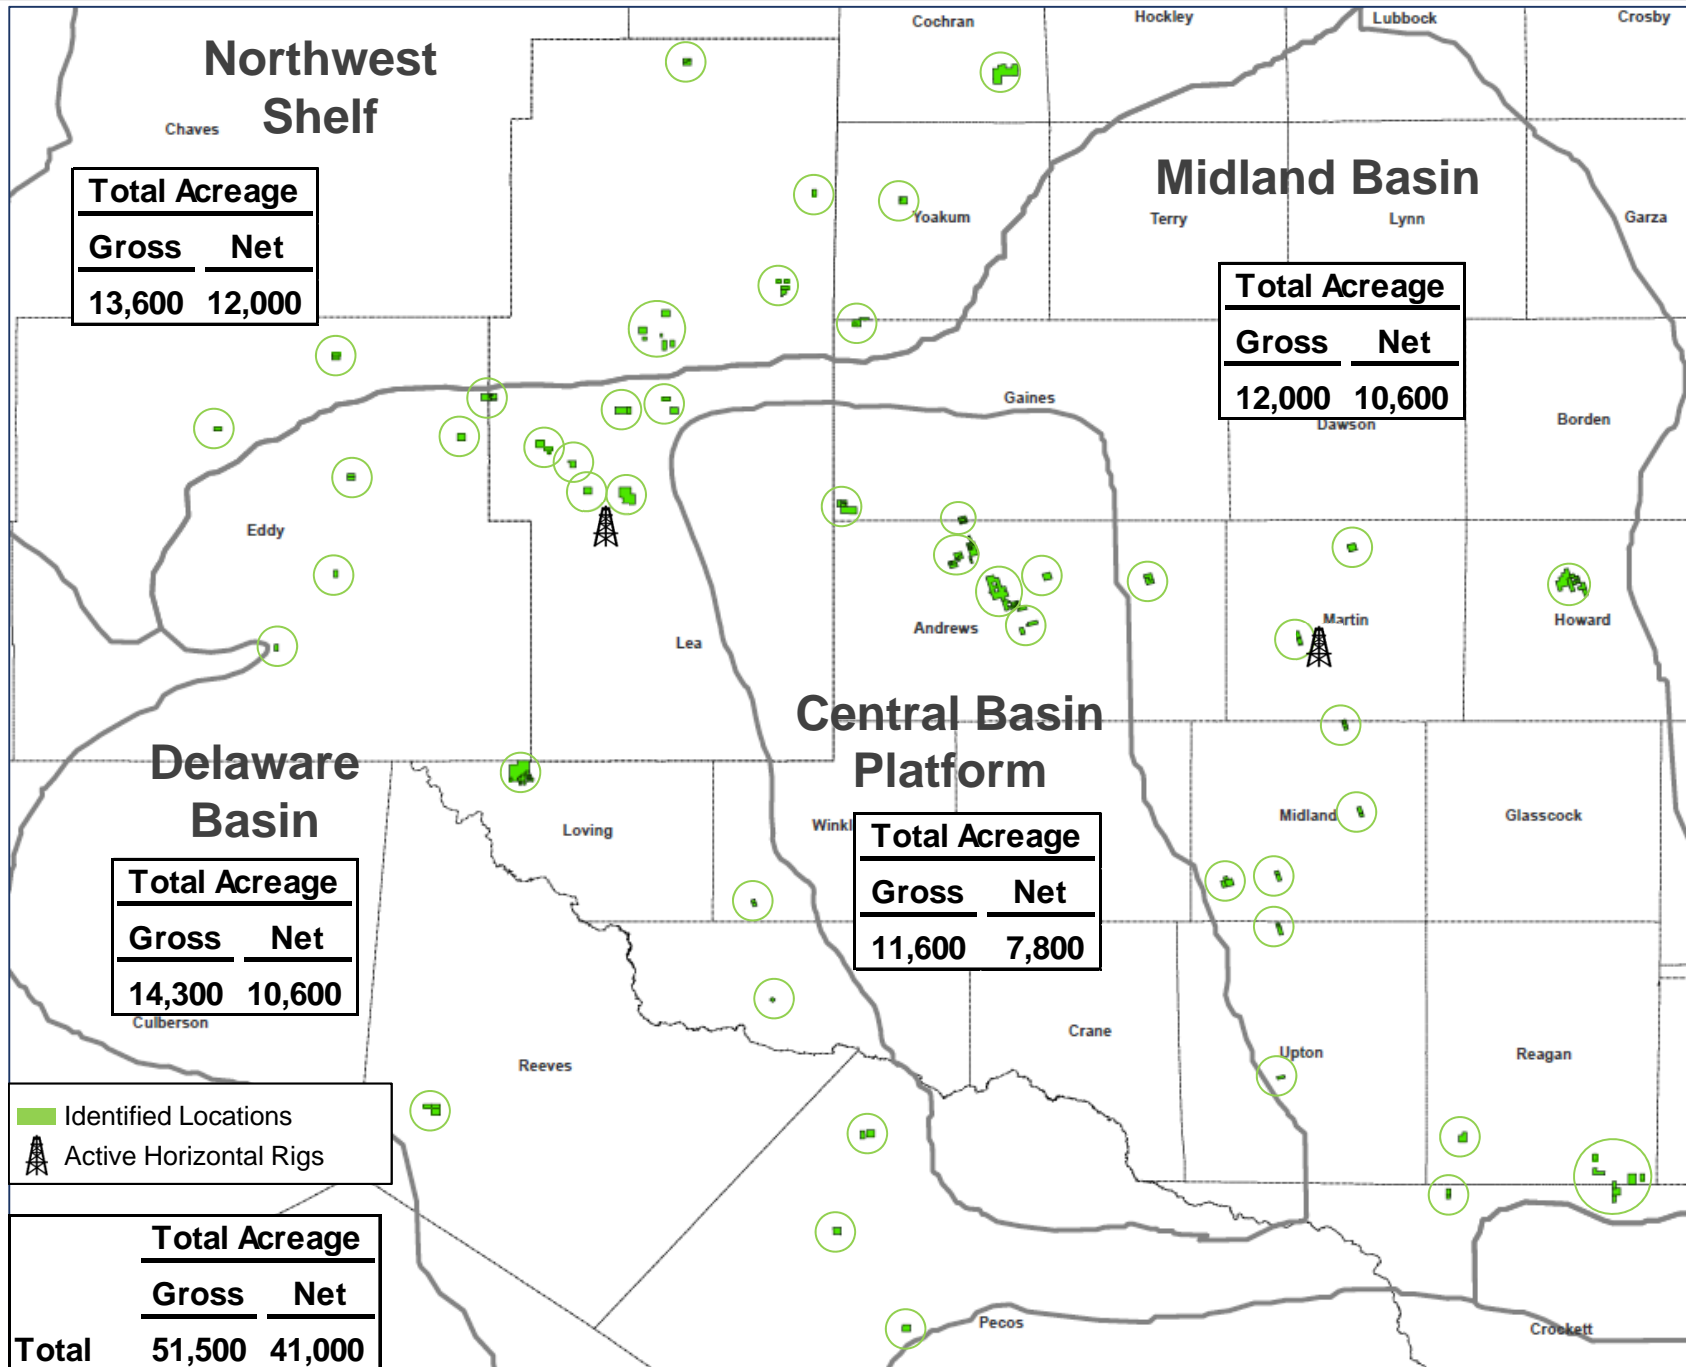 Cochran
Hockley
Lubbock
Crosby
Northwest
Shelf
Chaves
Total Acreage
Gross Net
13,600 12,000
Midland Basin
Yoakum
Terry
Lynn
Garza
Total Acreage
Gross Net
12,000 10,600
Gaines
Dawson
Borden
Eddy
Lea
Andrews
Martin
Howard
Central Basin
Platform
Delaware
Basin
Loving
Winkl
Midland
Glasscock
Total Acreage
Gross Net
11,600 7,800
Total Acreage
Gross Net
14,300 10,600
Culberson
Reeves
Crane
Upton
Reagan
Identified Locations
Active Horizontal Rigs
Total Acreage
Gross Net
Total 51,500 41,000
Pecos
Crockett